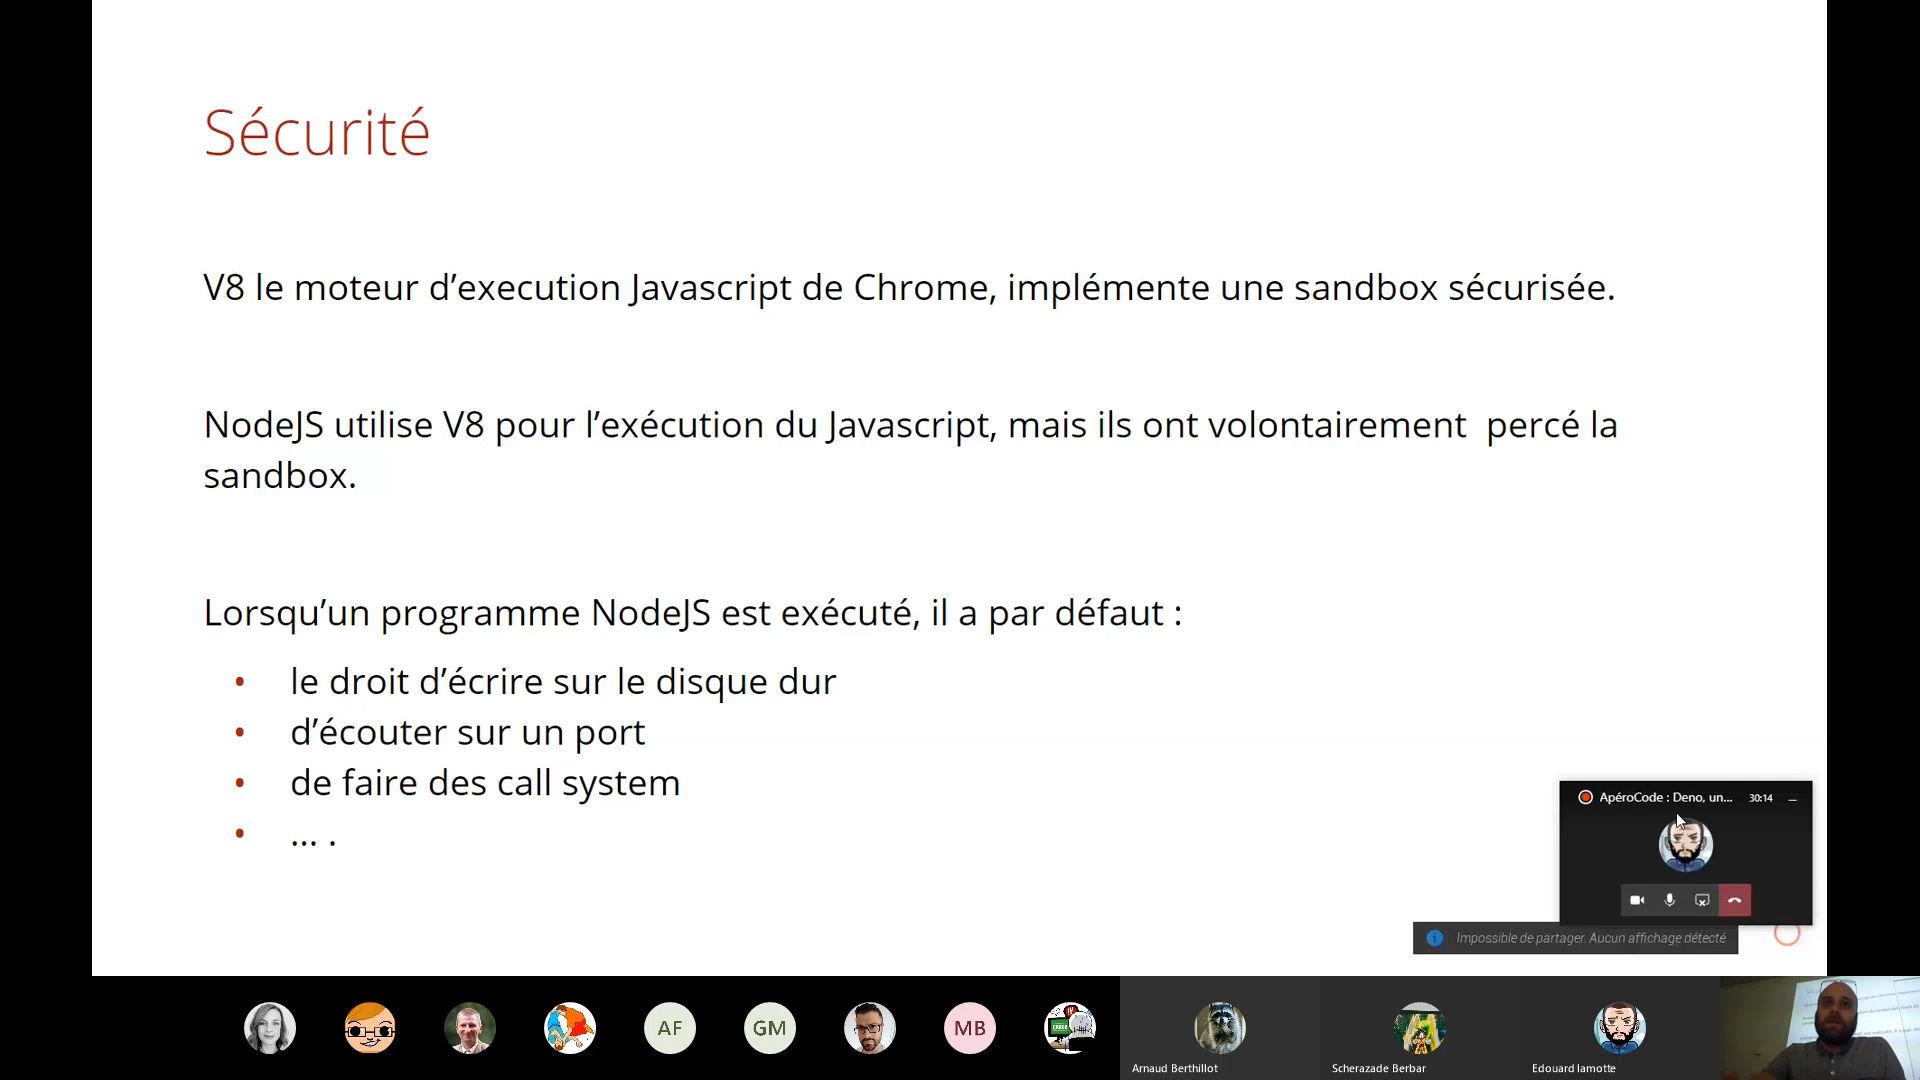 Sécurité
V8 le moteur d’execution Javascript de Chrome, implémente une sandbox sécurisée.
NodeJS utilise V8 pour l’exécution du Javascript, mais ils ont volontairement  percé la
sandbox.
Lorsqu’un programme NodeJS est exécuté, il a par défaut :
• le droit d’écrire sur le disque dur
• d’écouter sur un port
• de faire des call system
• ... .
ApéroCode : Deno, un... 30:14
Impossible de partager. Aucun affichage détecté
AF
GM
MB
Arnaud Berthillot
Scherazade Berbar
Edouard lamotte